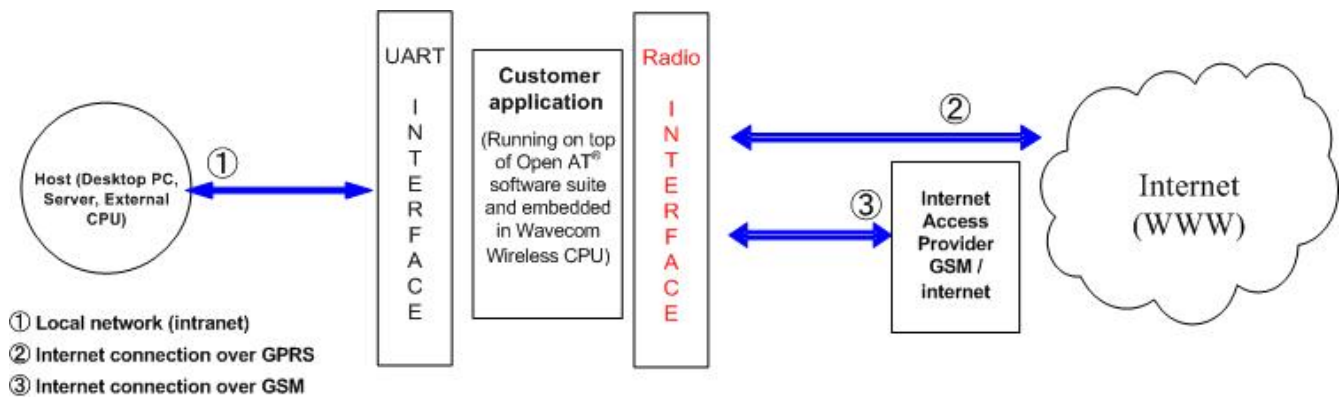 Host (Desktop PC,
Server, External
CPU)
①
UART
I
N
T
E
R
F
A
C
E
Customer
application
(Running on top
of Open AT®
software suite
and embedded
in Wavecom
Wireless CPU)
Radio
I
N
T
E
R
F
A
C
E
②
③
Internet
Access
Provider
GSM /
internet
Internet
(WWW)
① Local network (intranet)
② Internet connection over GPRS
③ Internet connection over GSM